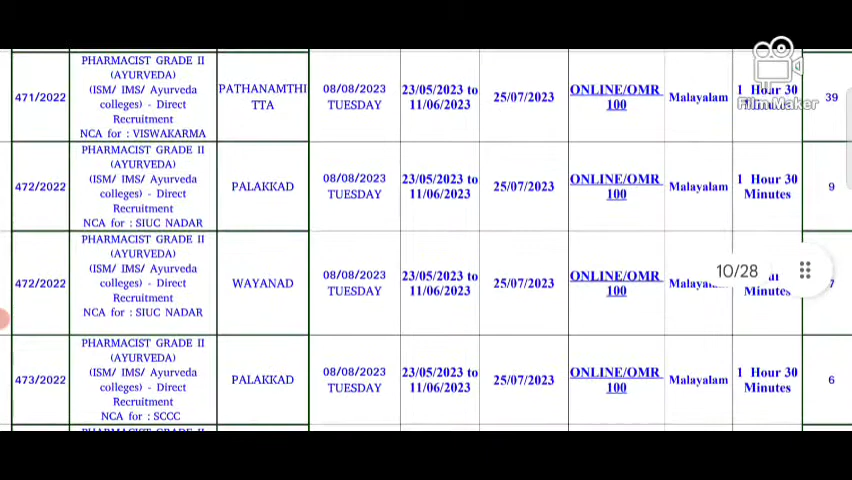 471/2022
PHARMACIST GRADE II
(AYURVEDA)
(ISM/ IMS/ Ayurveda
colleges) - Direct
Recruitment
NCA for : VISWAKARMA
PATHANAMTHI
TTA
08/08/2023
TUESDAY
23/05/2023 to
11/06/2023
25/07/2023
ONLINE/OMR
100
Malayalam
1 Hour 30
Minutes
39
FilmMaker
472/2022
PHARMACIST GRADE II
(AYURVEDA)
(ISM/ IMS/ Ayurveda
colleges) - Direct
Recruitment
NCA for : SIUC NADAR
PALAKKAD
08/08/2023
TUESDAY
23/05/2023 to
11/06/2023
25/07/2023
ONLINE/OMR
100
Malayalam
1 Hour 30
Minutes
9
472/2022
PHARMACIST GRADE II
(AYURVEDA)
(ISM/ IMS/ Ayurveda
colleges) - Direct
Recruitment
NCA for : SIUC NADAR
WAYANAD
08/08/2023
TUESDAY
23/05/2023 to
11/06/2023
25/07/2023
ONLINE/OMR
100
10/28
Minutes
7
473/2022
PHARMACIST GRADE II
(AYURVEDA)
(ISM/ IMS/ Ayurveda
colleges) - Direct
Recruitment
NCA for : SCCC
PALAKKAD
08/08/2023
TUESDAY
23/05/2023 to
11/06/2023
25/07/2023
ONLINE/OMR
100
Malayalam
1 Hour 30
Minutes
6